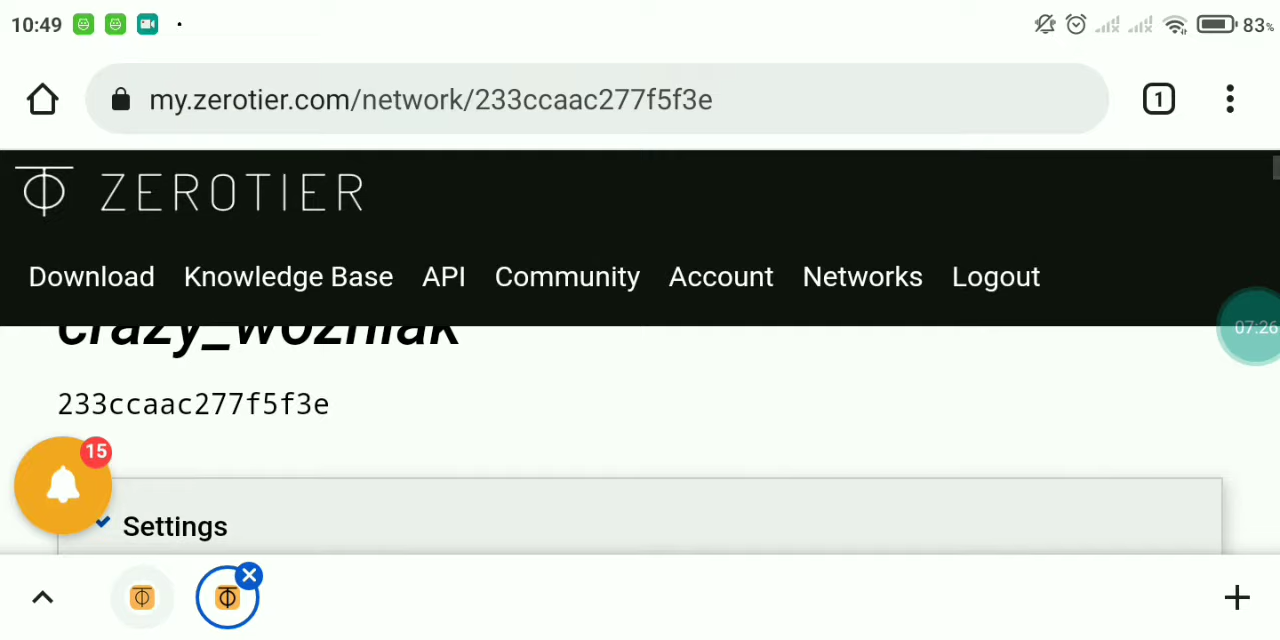 10:49 83%
my.zerotier.com/network/233ccaac277f5f3e 1
ZEROTIER
Download Knowledge Base API Community Account Networks Logout
crazy_wozniak
07:26
233ccaac277f5f3e
15
Settings